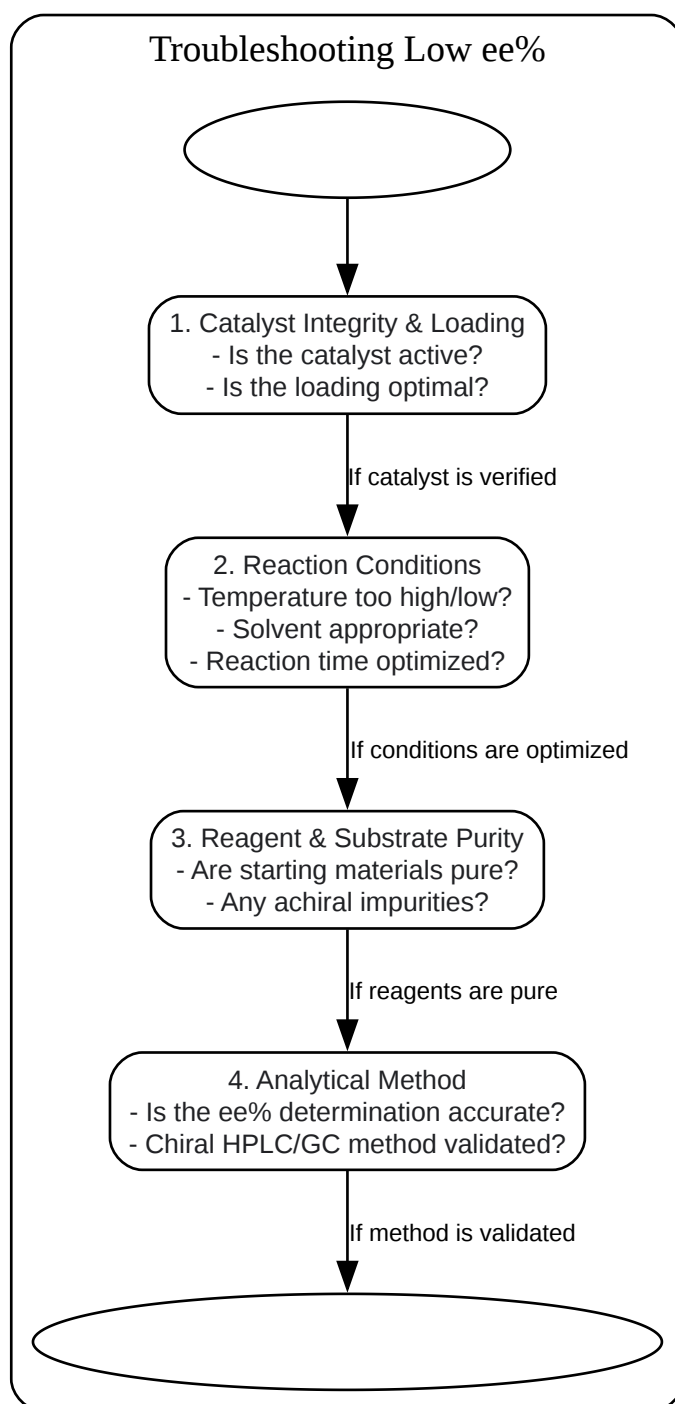 Troubleshooting Low ee%
1. Catalyst Integrity & Loading
- Is the catalyst active?
- Is the loading optimal?
If catalyst is verified
2. Reaction Conditions
- Temperature too high/low?
- Solvent appropriate?
- Reaction time optimized?
If conditions are optimized
3. Reagent & Substrate Purity
- Are starting materials pure?
- Any achiral impurities?
If reagents are pure
4. Analytical Method
- Is the ee% determination accurate?
- Chiral HPLC/GC method validated?
If method is validated